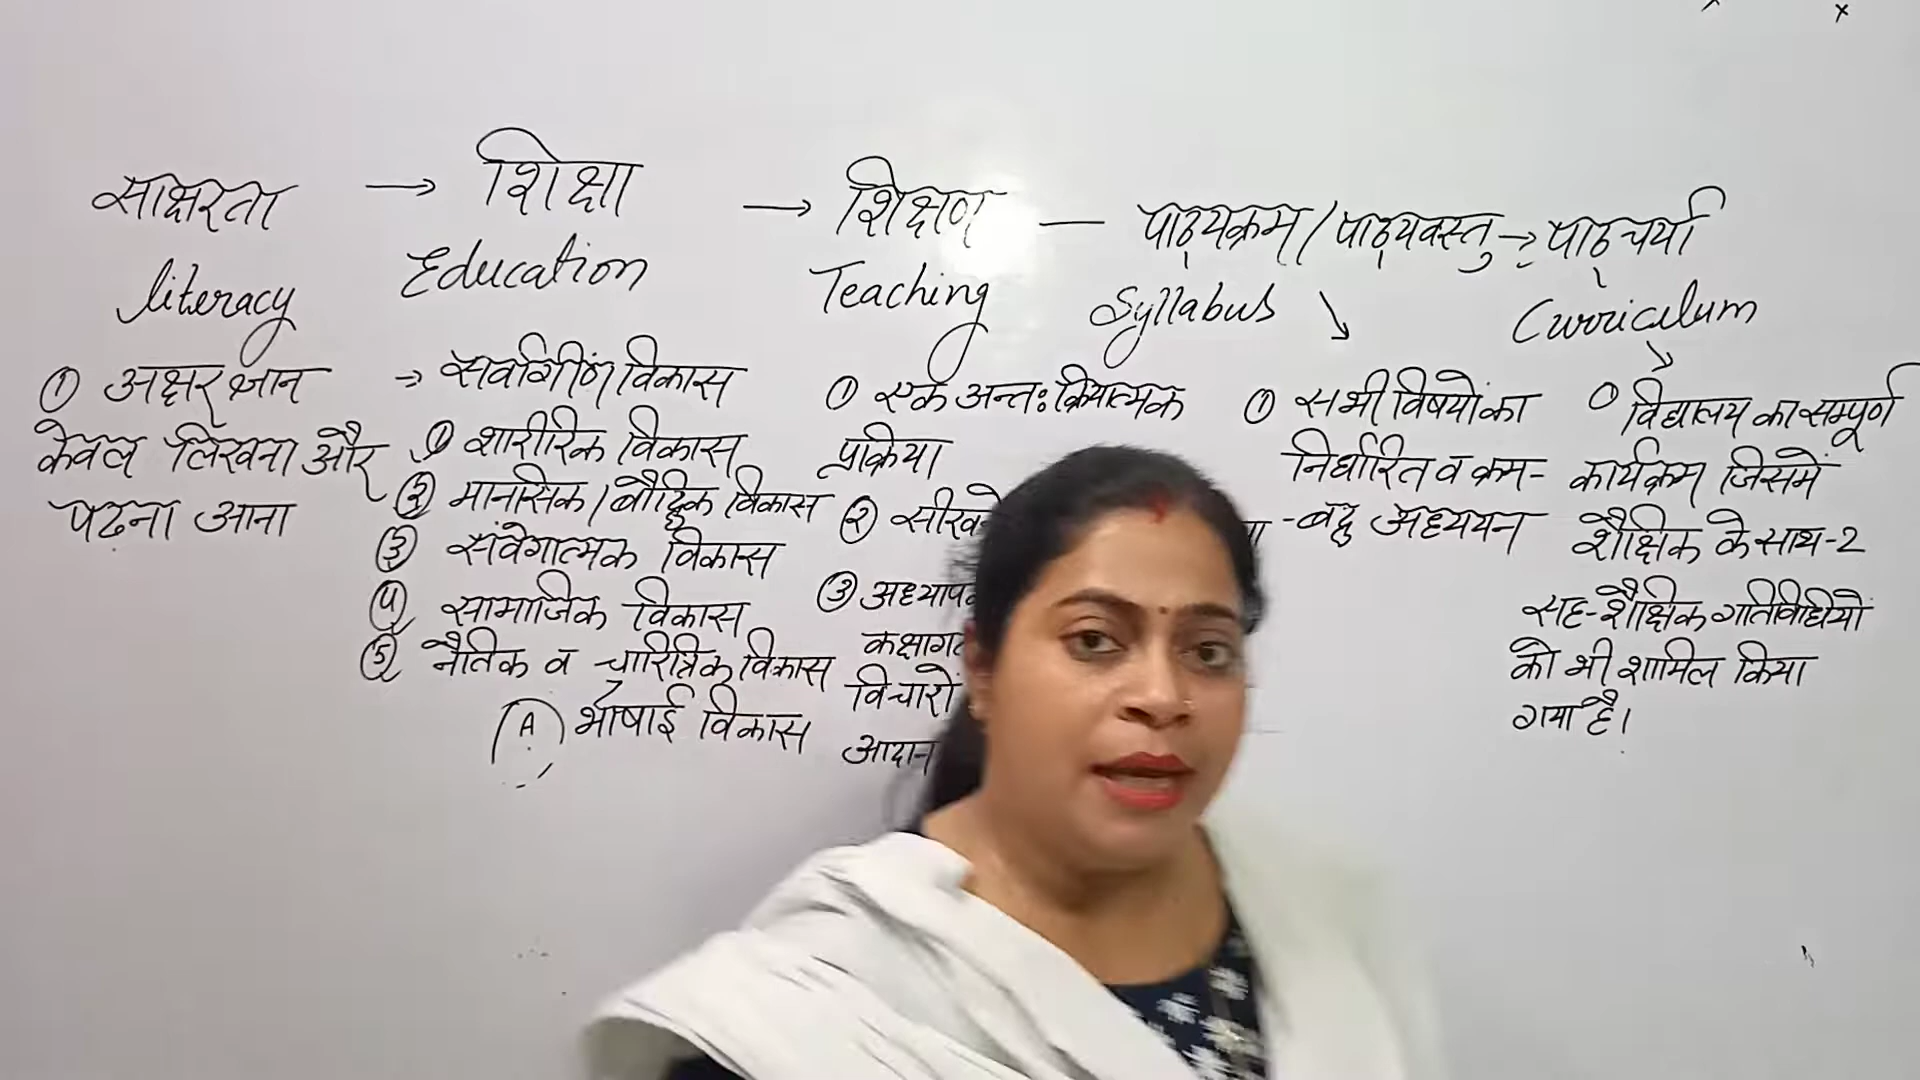 साक्षरता → शिक्षा → शिक्षण — पाठ्यक्रम/पाठ्यवस्तु → पाठ्चर्या
literacy Education Teaching Syllabus Curriculum
① अक्षर ज्ञान
केवल लिखना और
पढ़ना आना
→ सर्वांगीण विकास
① शारीरिक विकास
② मानसिक/बौद्धिक विकास
③ संवेगात्मक विकास
④ सामाजिक विकास
⑤ नैतिक व चारित्रिक विकास
Ⓐ भाषाई विकास
① एक अन्तः क्रियात्मक
प्रक्रिया
②
③
विचारों
आदान
① सभी विषयों का
निर्धारित व क्रम-
-बद्ध अध्ययन
① विद्यालय का सम्पूर्ण
कार्यक्रम जिसमें
शैक्षिक के साथ-2
सह-शैक्षिक गतिविधियों
को भी शामिल किया
गया है।